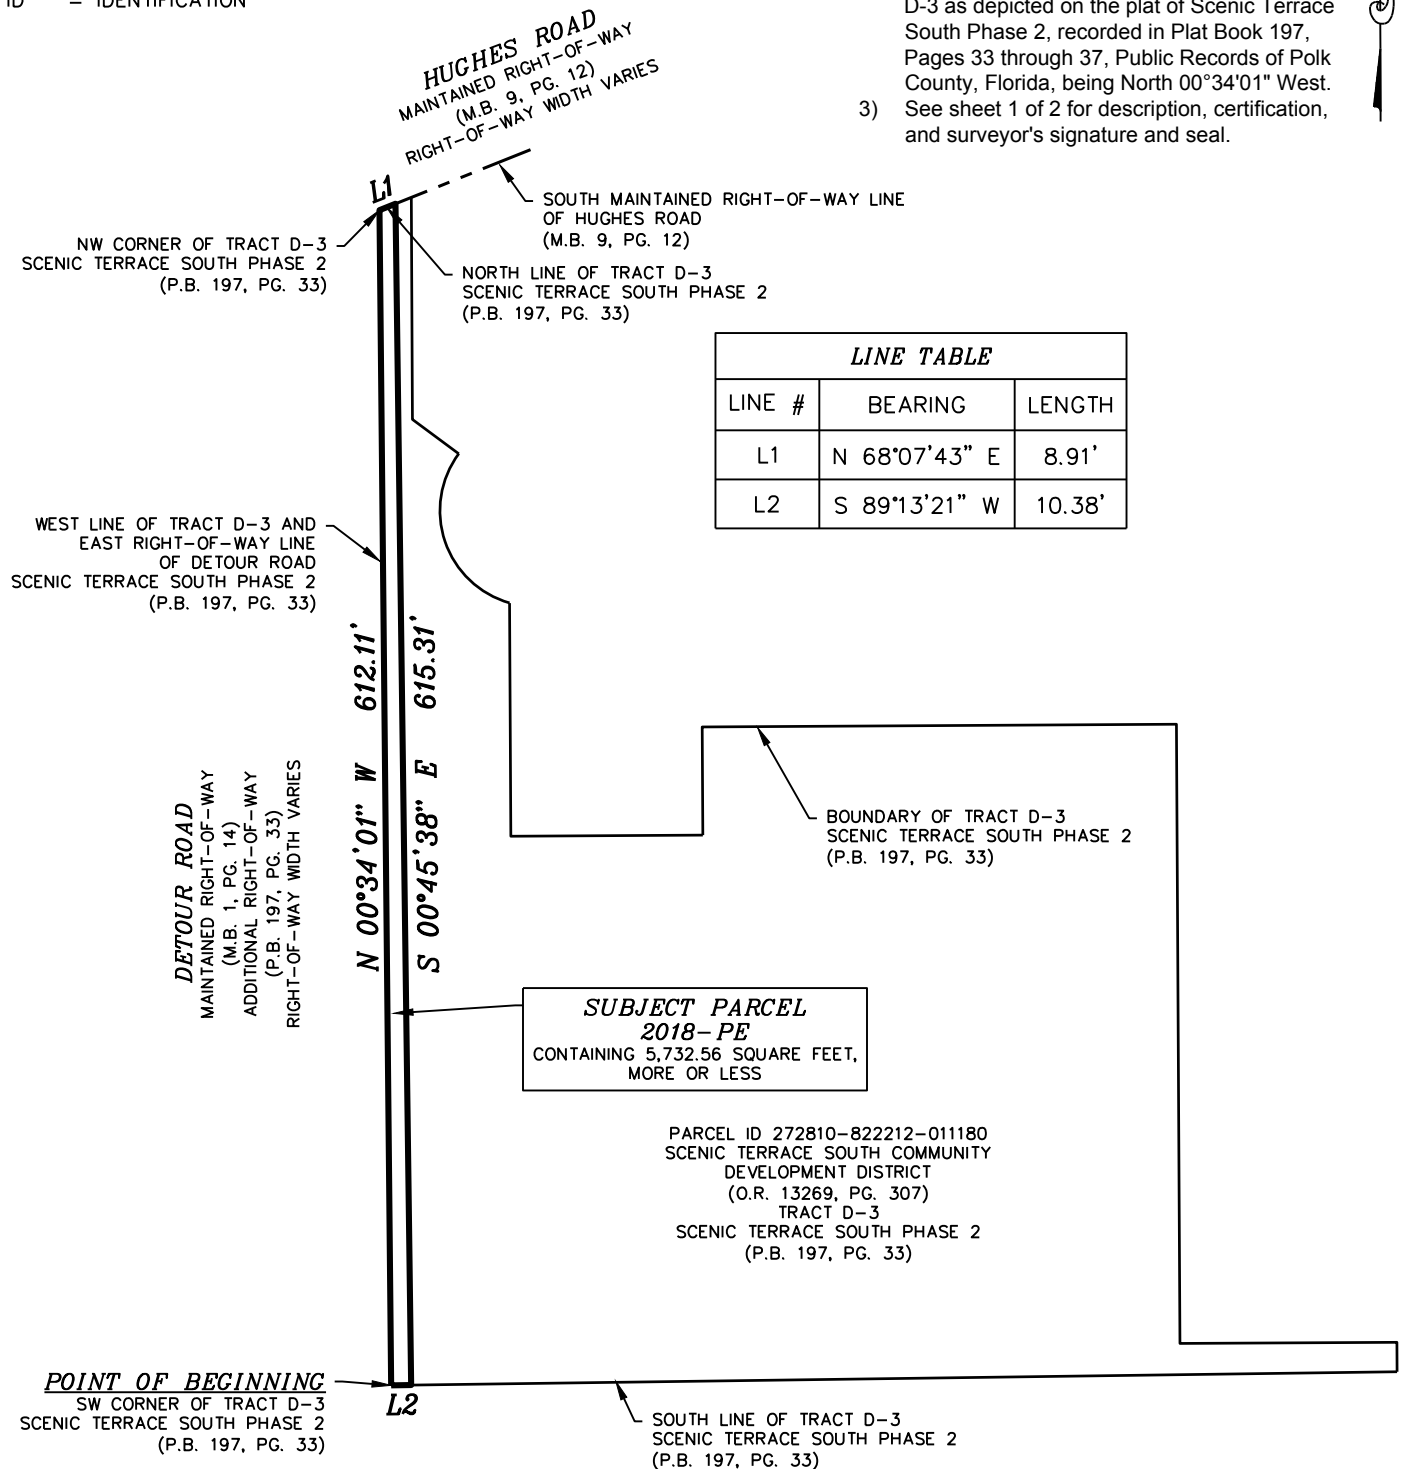 ID = IDENTIFICATION
D-3 as depicted on the plat of Scenic Terrace
South Phase 2, recorded in Plat Book 197,
Pages 33 through 37, Public Records of Polk
County, Florida, being North 00°34'01" West.
3) See sheet 1 of 2 for description, certification,
and surveyor's signature and seal.
HUGHES ROAD
MAINTAINED RIGHT-OF-WAY
(M.B. 9, PG. 12)
RIGHT-OF-WAY WIDTH VARIES
L1
SOUTH MAINTAINED RIGHT-OF-WAY LINE
OF HUGHES ROAD
(M.B. 9, PG. 12)
NW CORNER OF TRACT D-3
SCENIC TERRACE SOUTH PHASE 2
(P.B. 197, PG. 33)
NORTH LINE OF TRACT D-3
SCENIC TERRACE SOUTH PHASE 2
(P.B. 197, PG. 33)
LINE TABLE
LINE # BEARING LENGTH
L1 N 68°07'43" E 8.91'
L2 S 89°13'21" W 10.38'
WEST LINE OF TRACT D-3 AND
EAST RIGHT-OF-WAY LINE
OF DETOUR ROAD
SCENIC TERRACE SOUTH PHASE 2
(P.B. 197, PG. 33)
N 00°34'01" W 612.11'
S 00°45'38" E 615.31'
DETOUR ROAD
MAINTAINED RIGHT-OF-WAY
(M.B. 1, PG. 14)
ADDITIONAL RIGHT-OF-WAY
(P.B. 197, PG. 33)
RIGHT-OF-WAY WIDTH VARIES
BOUNDARY OF TRACT D-3
SCENIC TERRACE SOUTH PHASE 2
(P.B. 197, PG. 33)
SUBJECT PARCEL
2018-PE
CONTAINING 5,732.56 SQUARE FEET,
MORE OR LESS
PARCEL ID 272810-822212-011180
SCENIC TERRACE SOUTH COMMUNITY
DEVELOPMENT DISTRICT
(O.R. 13269, PG. 307)
TRACT D-3
SCENIC TERRACE SOUTH PHASE 2
(P.B. 197, PG. 33)
POINT OF BEGINNING
SW CORNER OF TRACT D-3
SCENIC TERRACE SOUTH PHASE 2
(P.B. 197, PG. 33)
L2
SOUTH LINE OF TRACT D-3
SCENIC TERRACE SOUTH PHASE 2
(P.B. 197, PG. 33)